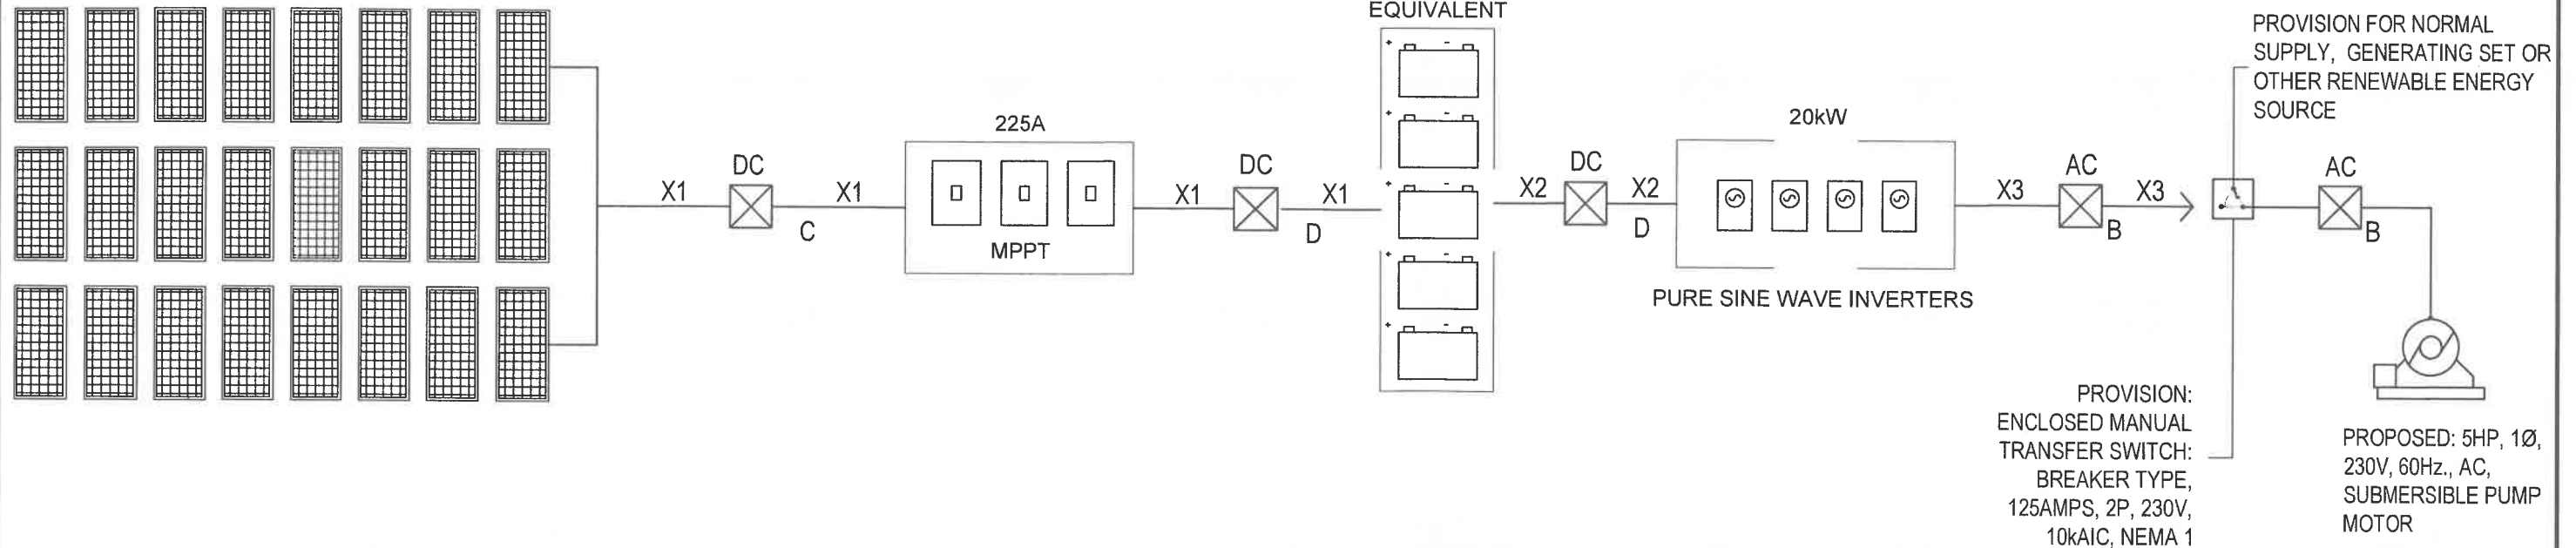 EQUIVALENT
PROVISION FOR NORMAL
SUPPLY, GENERATING SET OR
OTHER RENEWABLE ENERGY
SOURCE
225A
20kW
X1
DC
C
X1
MPPT
X1
DC
D
X1
+ -
+ -
+ -
+ -
+ -
X2
DC
D
X2
PURE SINE WAVE INVERTERS
X3
AC
B
X3
AC
B
PROVISION:
ENCLOSED MANUAL
TRANSFER SWITCH:
BREAKER TYPE,
125AMPS, 2P, 230V,
10kAIC, NEMA 1
PROPOSED: 5HP, 1Ø,
230V, 60Hz., AC,
SUBMERSIBLE PUMP
MOTOR